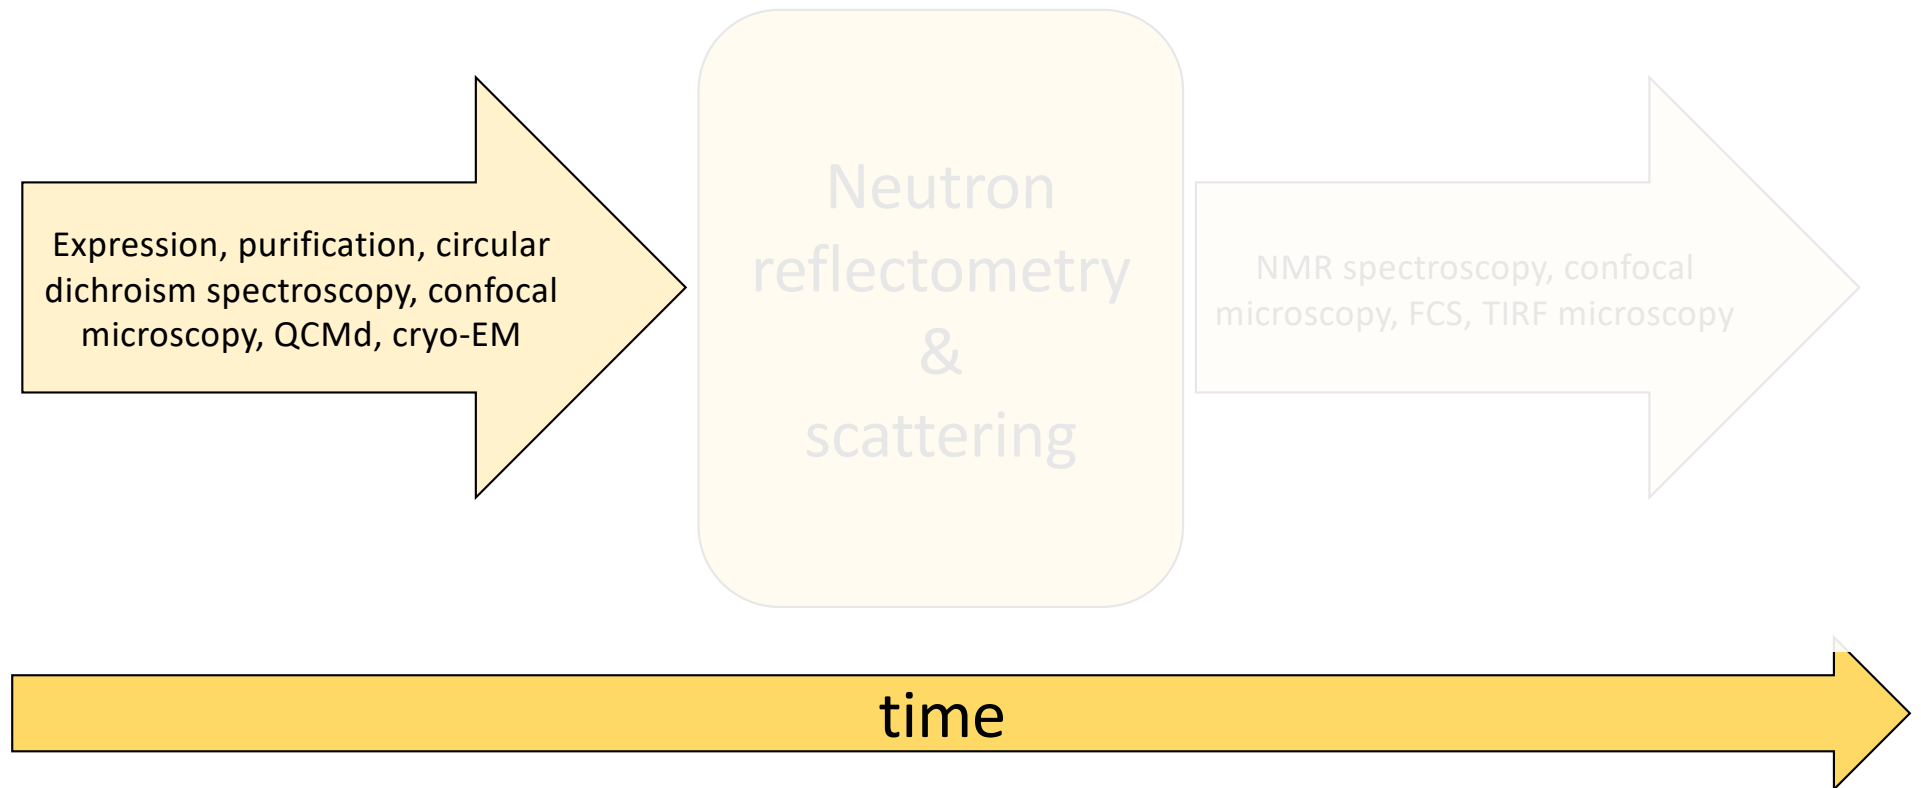 Expression, purification, circular
dichroism spectroscopy, confocal
microscopy, QCMd, cryo-EM
Neutron
reflectometry
&
scattering
NMR spectroscopy, confocal
microscopy, FCS, TIRF microscopy
time